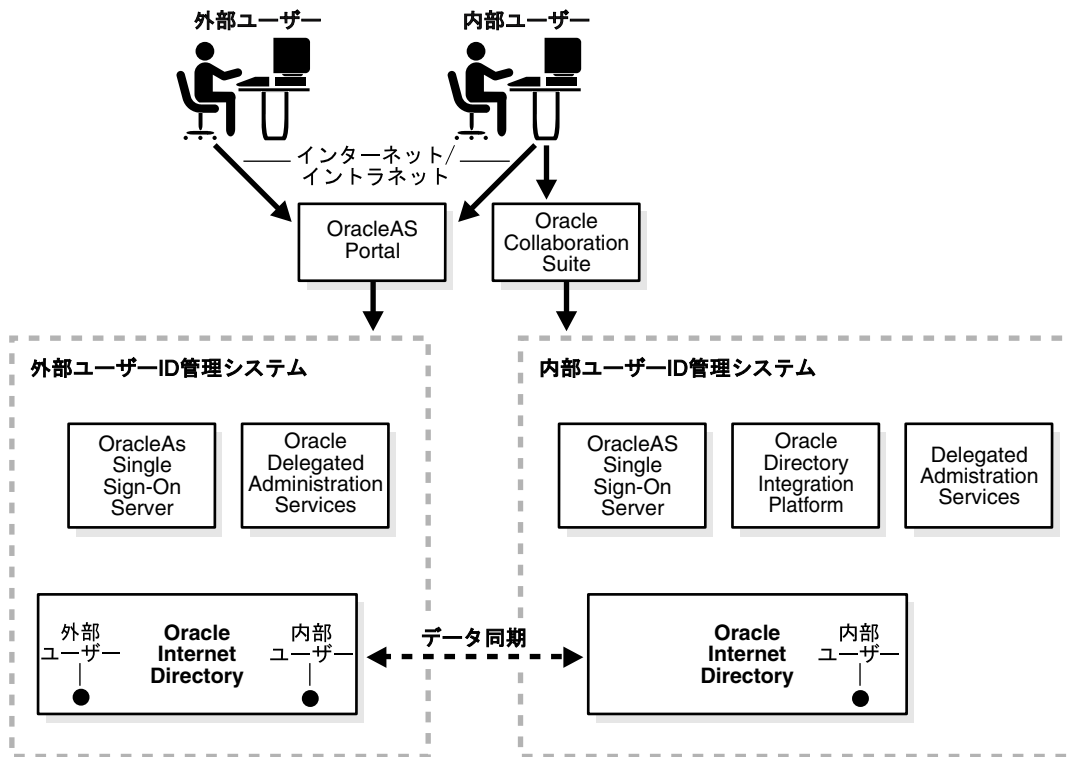 外部ユーザー
内部ユーザー
インターネット/
イントラネット
OracleAS
Portal
Oracle
Collaboration
Suite
外部ユーザーID管理システム
内部ユーザーID管理システム
OracleAs
Single
Sign-On
Server
Oracle
Delegated
Administration
Services
OracleAS
Single
Sign-On
Server
Oracle
Directory
Integration
Platform
Delegated
Admistration
Services
外部
ユーザー
Oracle
Internet
Directory
内部
ユーザー
データ同期
Oracle
Internet
Directory
内部
ユーザー